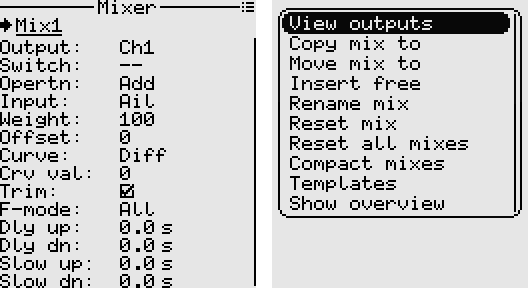 Mixer
Mix1
Output: Ch1
Switch: --
Opertn: Add
Input: Ail
Weight: 100
Offset: 0
Curve: Diff
Crv val: 0
Trim: ☑
F-mode: All
Dly up: 0.0 s
Dly dn: 0.0 s
Slow up: 0.0 s
Slow dn: 0.0 s
View outputs
Copy mix to
Move mix to
Insert free
Rename mix
Reset mix
Reset all mixes
Compact mixes
Templates
Show overview